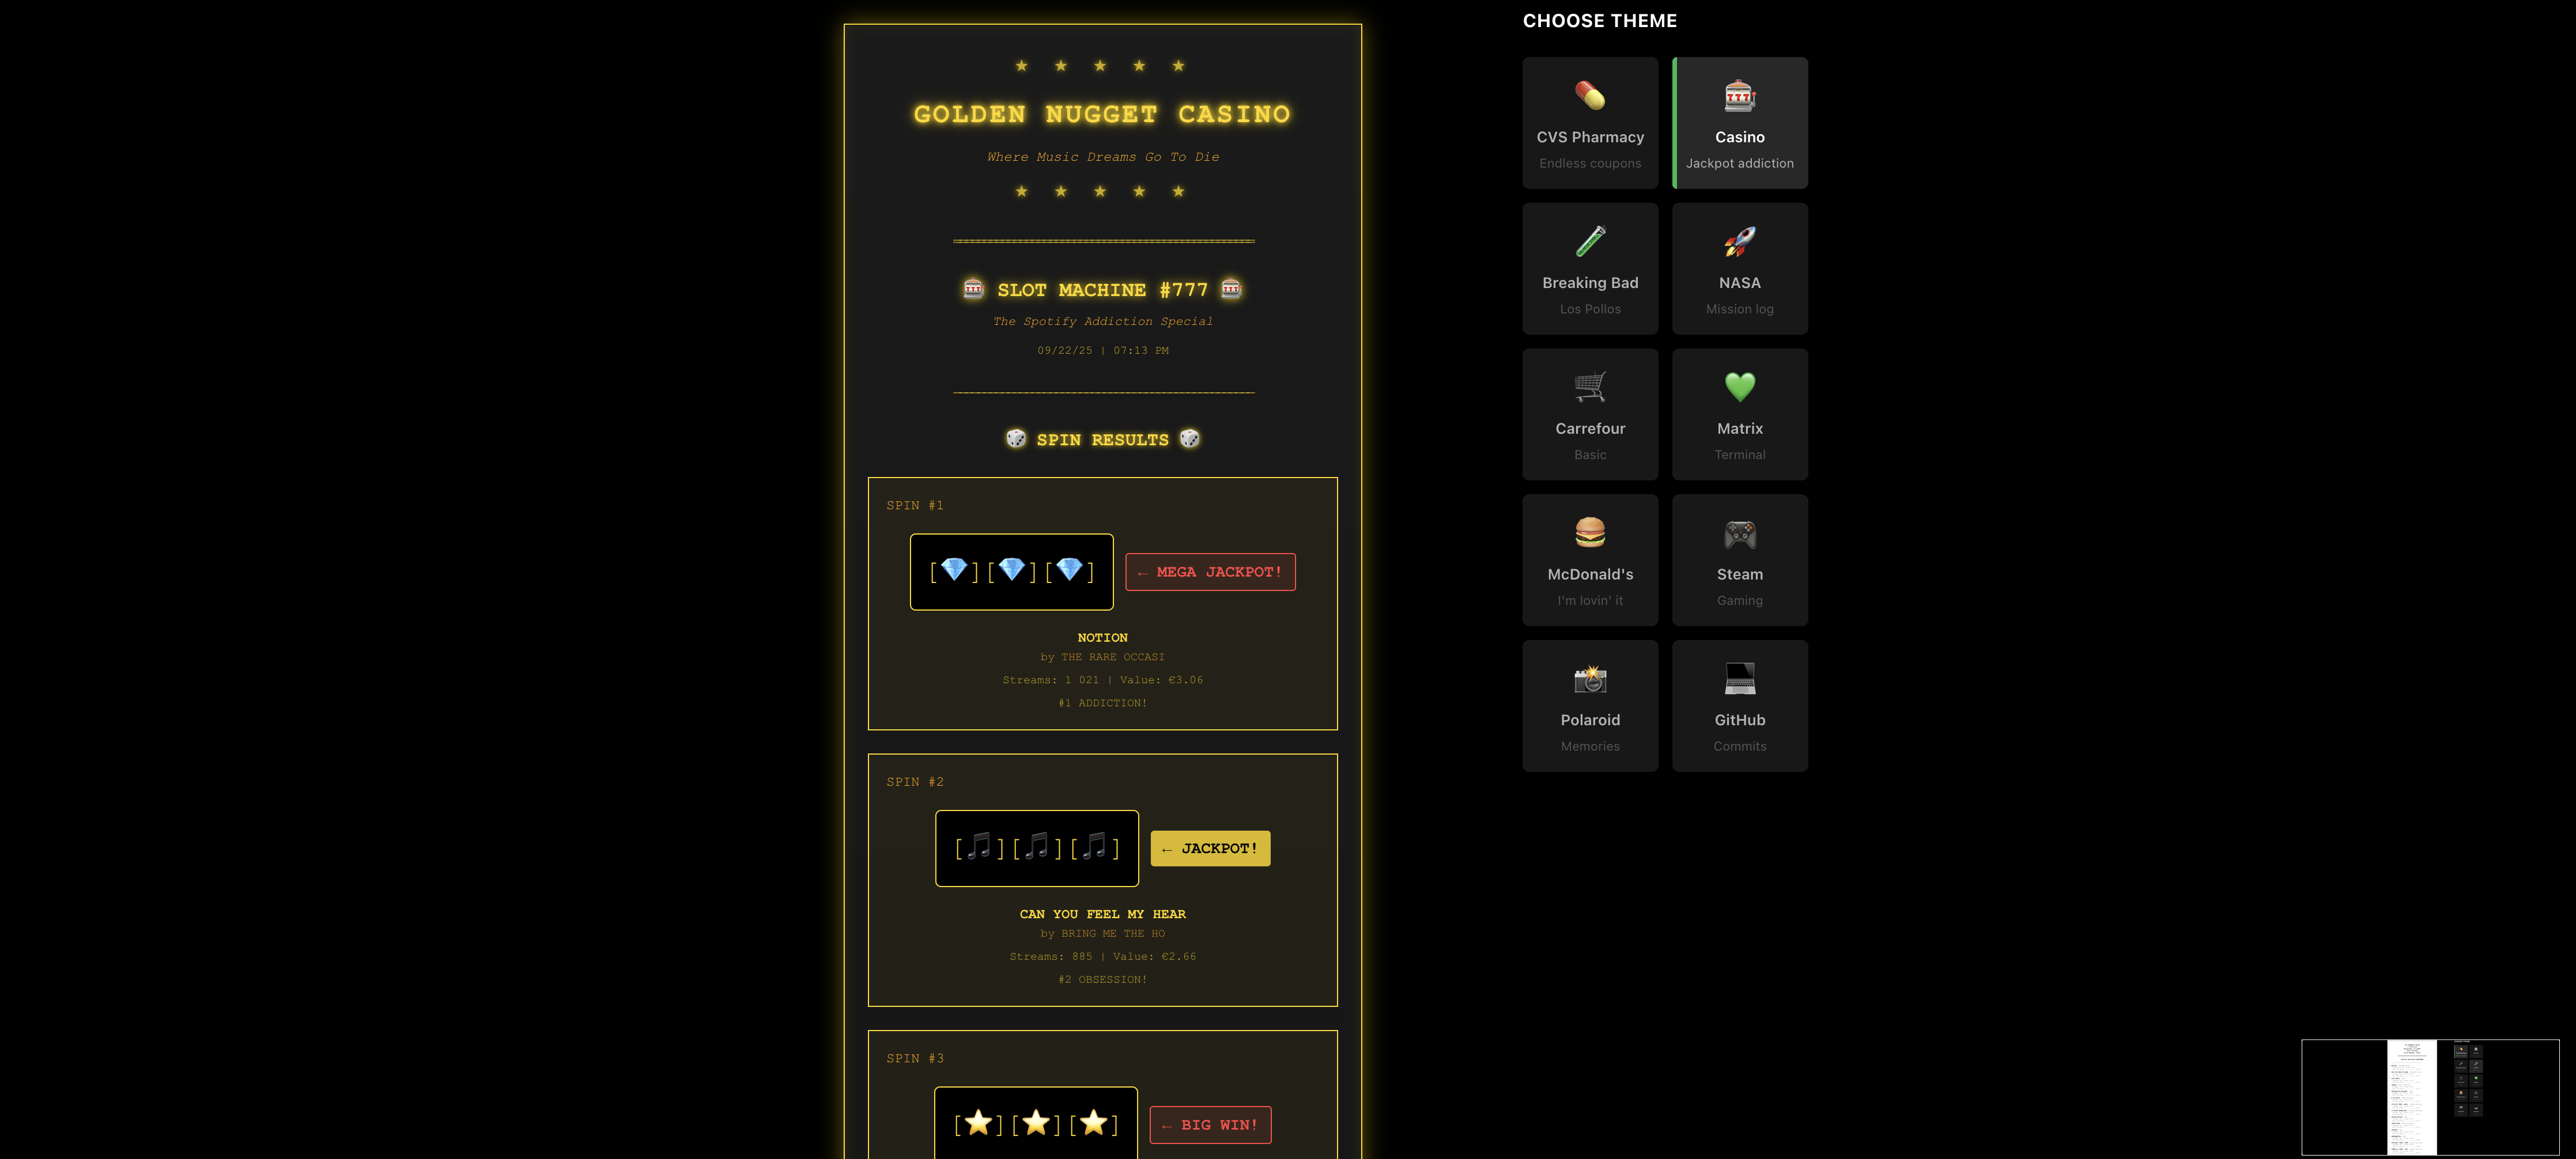 ★ ★ ★ ★ ★
GOLDEN NUGGET CASINO
Where Music Dreams Go To Die
★ ★ ★ ★ ★
🎰 SLOT MACHINE #777 🎰
The Spotify Addiction Special
09/22/25 | 07:13 PM
🎲 SPIN RESULTS 🎲
SPIN #1
[💎][💎][💎] ← MEGA JACKPOT!
NOTION
by THE RARE OCCASI
Streams: 1 021 | Value: €3.06
#1 ADDICTION!
SPIN #2
[🎵][🎵][🎵] ← JACKPOT!
CAN YOU FEEL MY HEAR
by BRING ME THE HO
Streams: 885 | Value: €2.66
#2 OBSESSION!
SPIN #3
[⭐][⭐][⭐] ← BIG WIN!
CHOOSE THEME
CVS Pharmacy
Endless coupons
Casino
Jackpot addiction
Breaking Bad
Los Pollos
NASA
Mission log
Carrefour
Basic
Matrix
Terminal
McDonald's
I'm lovin' it
Steam
Gaming
Polaroid
Memories
GitHub
Commits